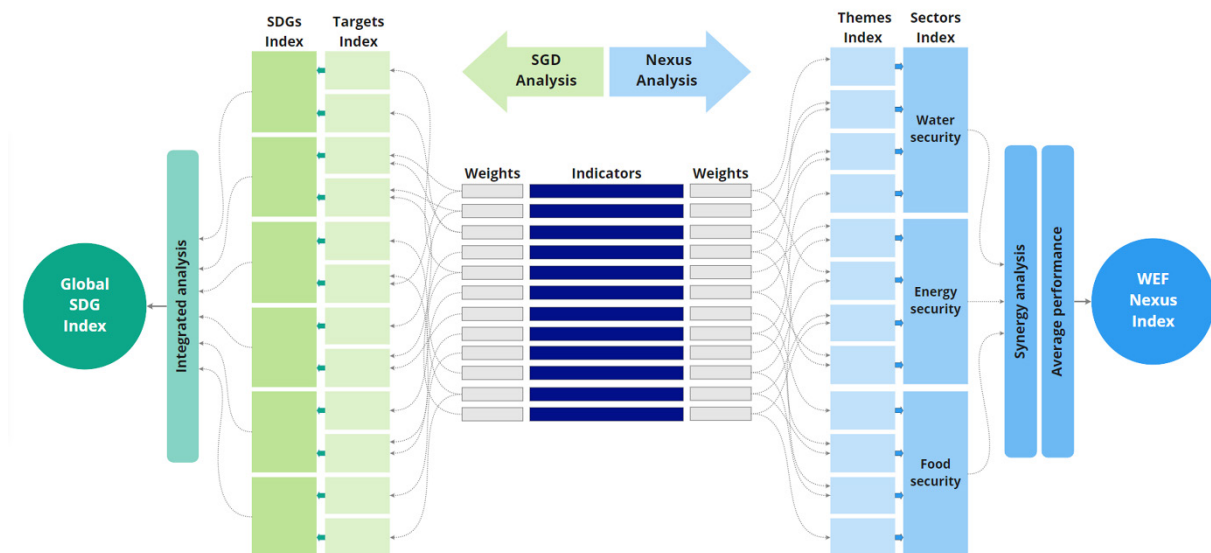 SDGs
Index
Targets
Index
SGD
Analysis
Nexus
Analysis
Themes
Index
Sectors
Index
Weights
Indicators
Weights
Global
SDG
Index
Integrated analysis
Water
security
Energy
security
Food
security
Synergy analysis
Average performance
WEF
Nexus
Index